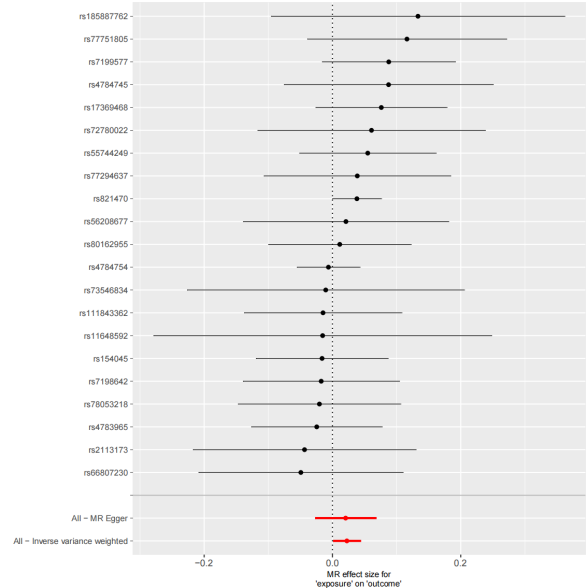 rs185887762
rs77751805
rs7199577
rs4784745
rs17369468
rs72780022
rs55744249
rs77294637
rs821470
rs56208677
rs80162955
rs4784754
rs73546834
rs111843362
rs11648592
rs154045
rs7198642
rs78053218
rs4783965
rs2113173
rs66807230
All − MR Egger
All − Inverse variance weighted
−0.2 0.0 0.2
MR effect size for
'exposure' on 'outcome'